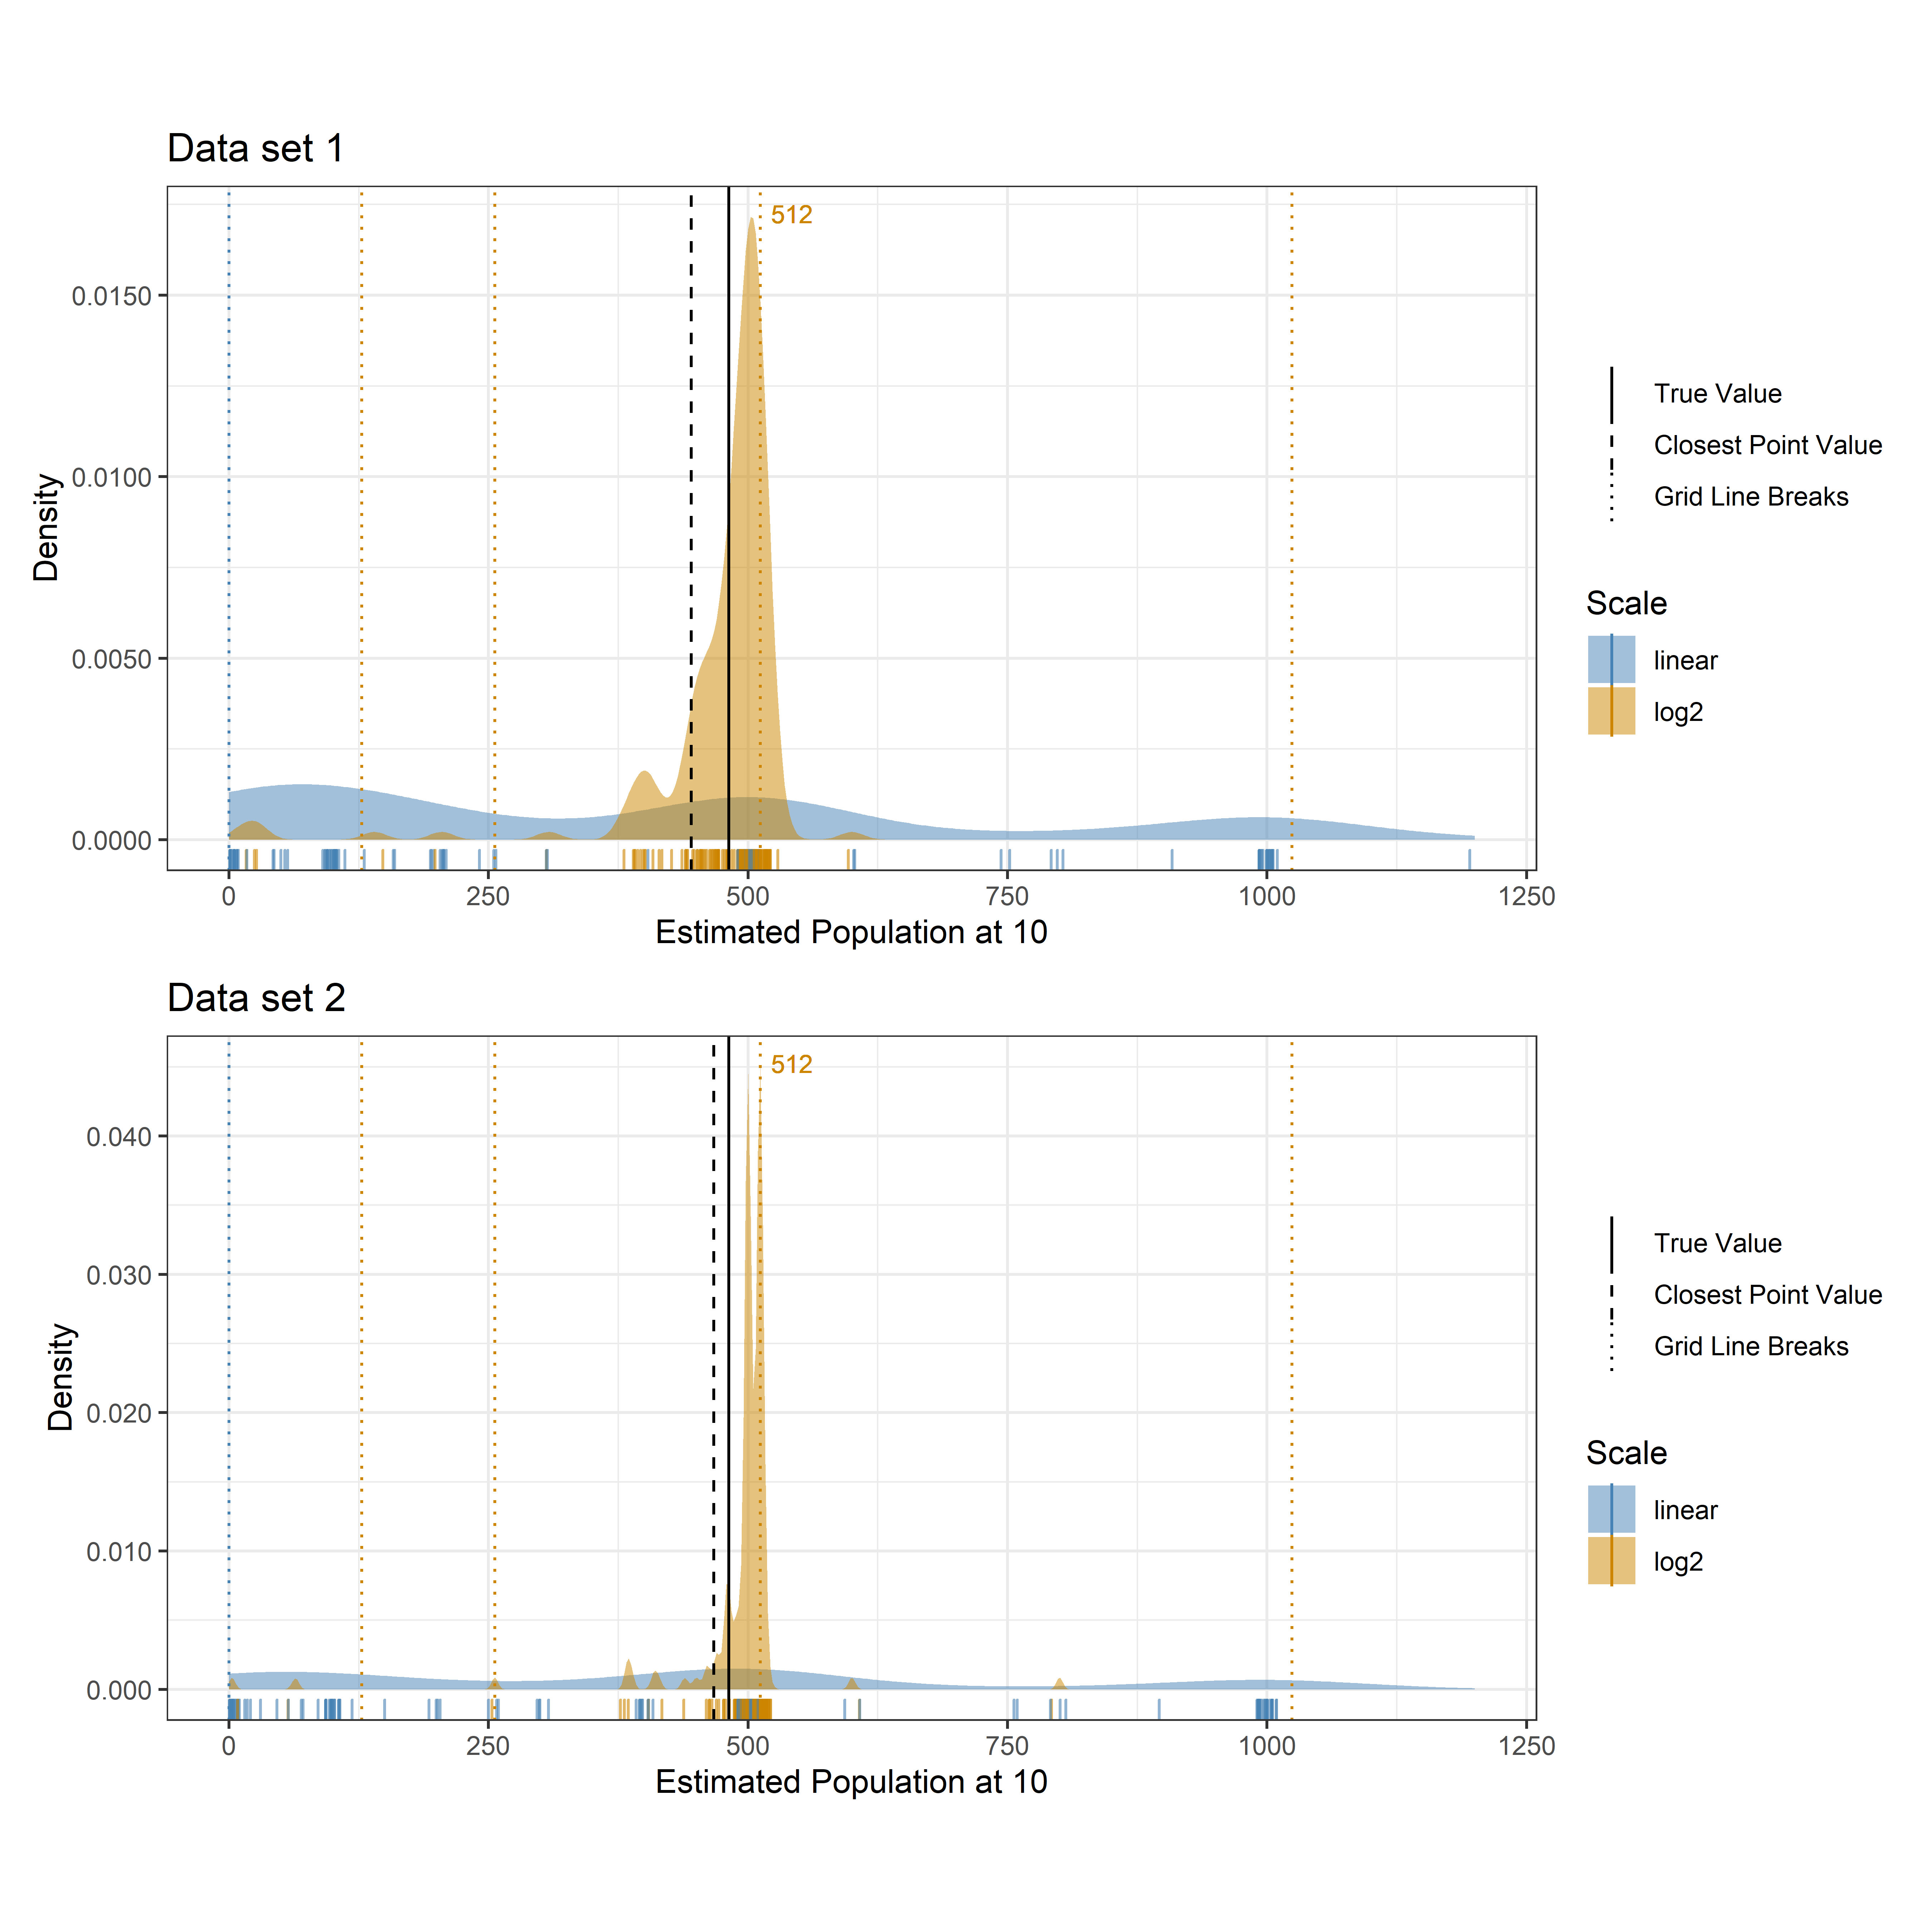 Data set 1
512
0.0150
0.0100
0.0050
0.0000
Density
0 250 500 750 1000 1250
Estimated Population at 10
True Value
Closest Point Value
Grid Line Breaks
Scale
linear
log2
Data set 2
512
0.040
0.030
0.020
0.010
0.000
Density
0 250 500 750 1000 1250
Estimated Population at 10
True Value
Closest Point Value
Grid Line Breaks
Scale
linear
log2